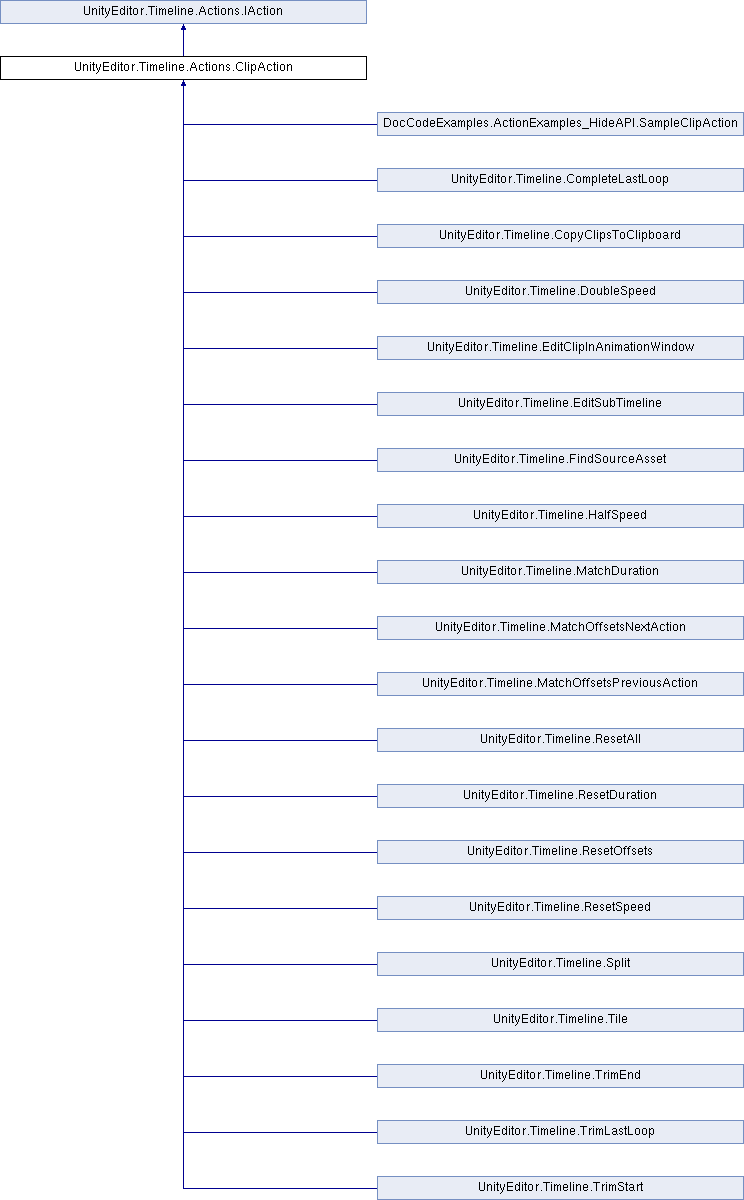 UnityEditor.Timeline.Actions.IAction
UnityEditor.Timeline.Actions.ClipAction
DocCodeExamples.ActionExamples_HideAPI.SampleClipAction
UnityEditor.Timeline.CompleteLastLoop
UnityEditor.Timeline.CopyClipsToClipboard
UnityEditor.Timeline.DoubleSpeed
UnityEditor.Timeline.EditClipInAnimationWindow
UnityEditor.Timeline.EditSubTimeline
UnityEditor.Timeline.FindSourceAsset
UnityEditor.Timeline.HalfSpeed
UnityEditor.Timeline.MatchDuration
UnityEditor.Timeline.MatchOffsetsNextAction
UnityEditor.Timeline.MatchOffsetsPreviousAction
UnityEditor.Timeline.ResetAll
UnityEditor.Timeline.ResetDuration
UnityEditor.Timeline.ResetOffsets
UnityEditor.Timeline.ResetSpeed
UnityEditor.Timeline.Split
UnityEditor.Timeline.Tile
UnityEditor.Timeline.TrimEnd
UnityEditor.Timeline.TrimLastLoop
UnityEditor.Timeline.TrimStart